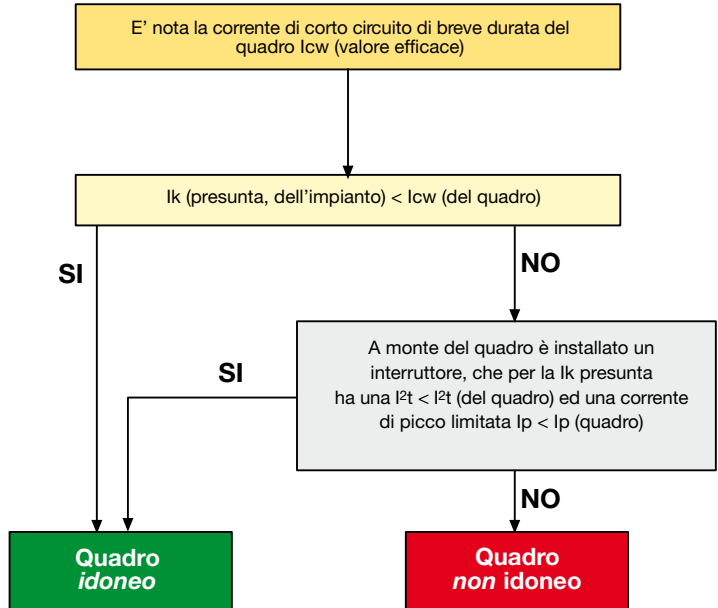 E' nota la corrente di corto circuito di breve durata del
quadro Icw (valore efficace)
Ik (presunta, dell'impianto) < Icw (del quadro)
SI
NO
A monte del quadro è installato un
interruttore, che per la Ik presunta
ha una I²t < I²t (del quadro) ed una corrente
di picco limitata Ip < Ip (quadro)
SI
NO
Quadro
idoneo
Quadro
non idoneo